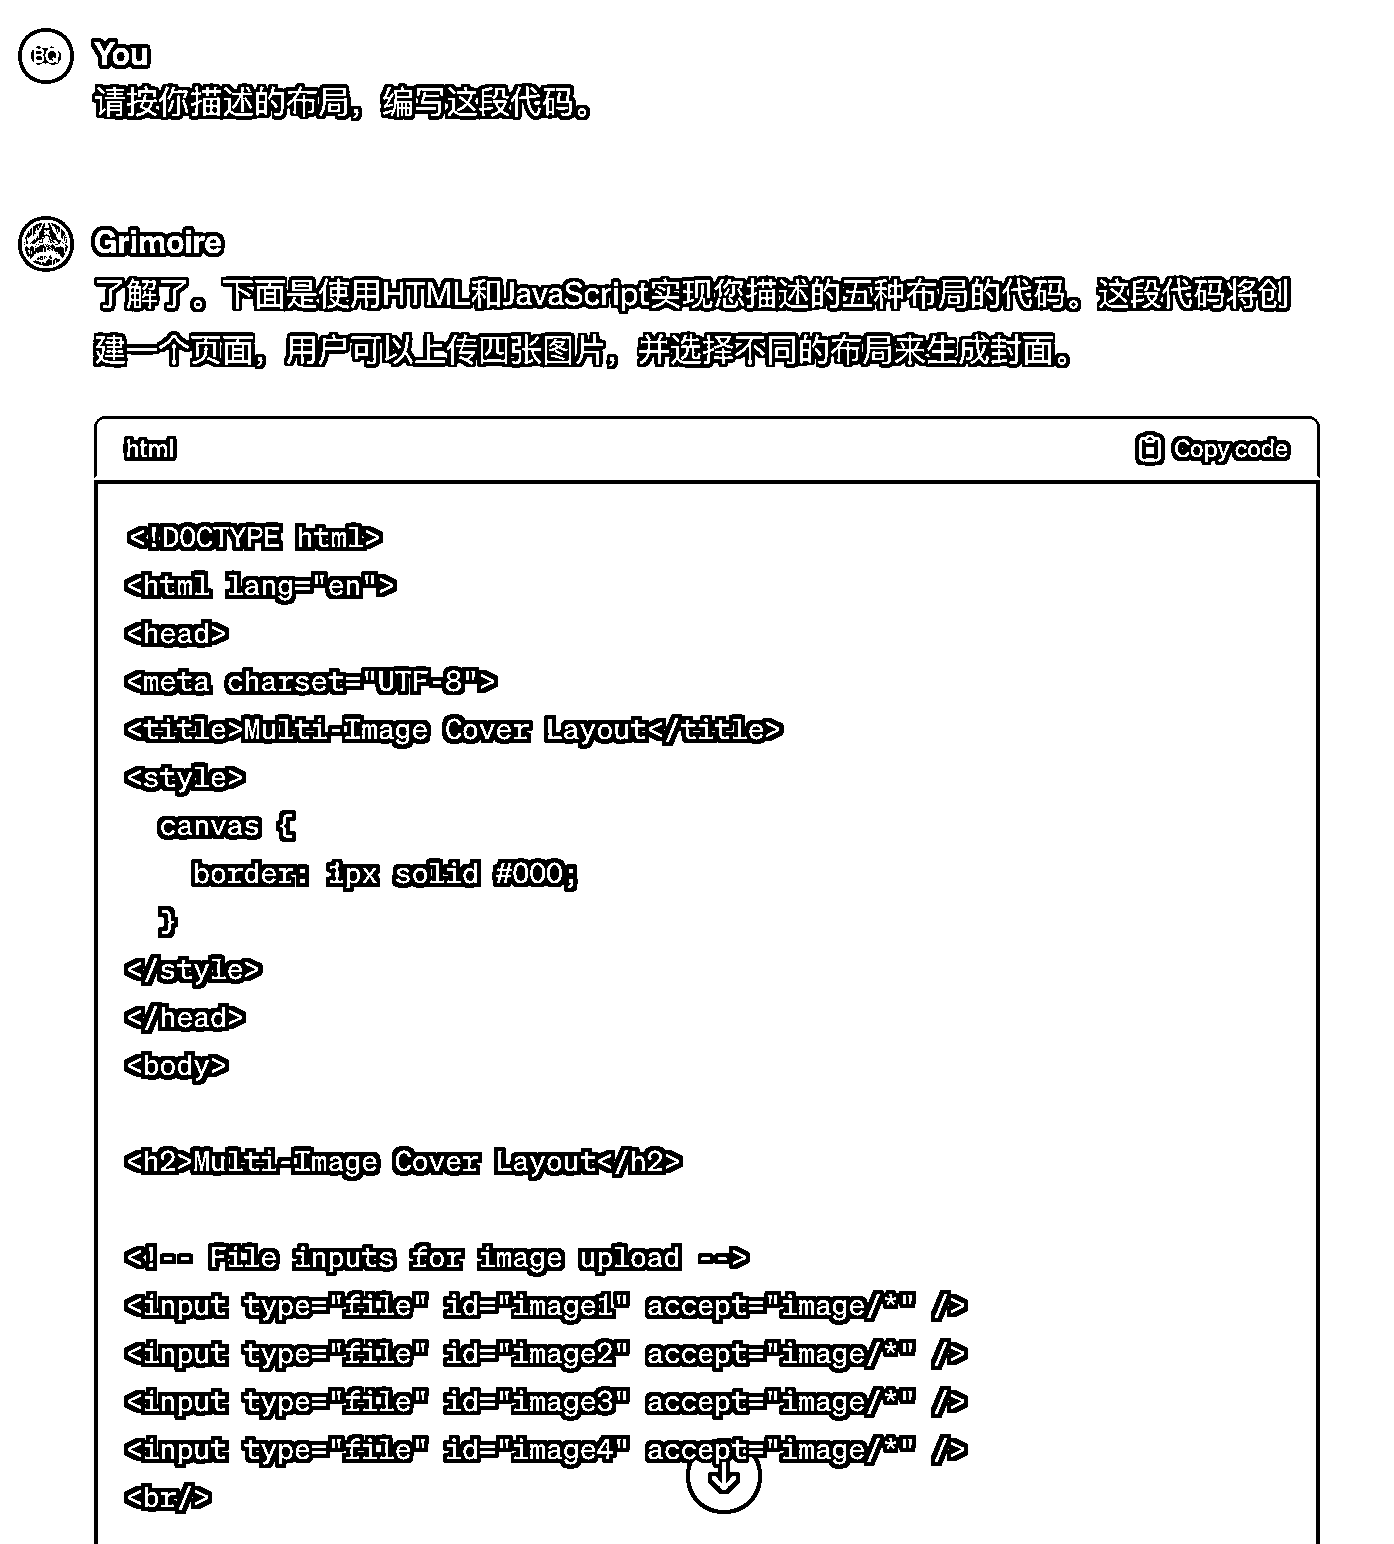 BQ
You
请按你描述的布局，编写这段代码。
Grimoire
了解了。下面是使用HTML和JavaScript实现您描述的五种布局的代码。这段代码将创
建一个页面，用户可以上传四张图片，并选择不同的布局来生成封面。
html
Copy code
<!DOCTYPE html>
<html lang="en">
<head>
<meta charset="UTF-8">
<title>Multi-Image Cover Layout</title>
<style>
  canvas {
    border: 1px solid #000;
  }
</style>
</head>
<body>
<h2>Multi-Image Cover Layout</h2>
<!-- File inputs for image upload -->
<input type="file" id="image1" accept="image/*" />
<input type="file" id="image2" accept="image/*" />
<input type="file" id="image3" accept="image/*" />
<input type="file" id="image4" accept="image/*" />
<br/>